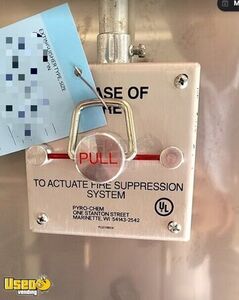 ASE OF
RE
PULL
TO ACTUATE FIRE SUPPRESSION
SYSTEM
PYRO-CHEM
ONE STANTON STREET
MARINETTE, WI 54143-2542
UL
Used
vending